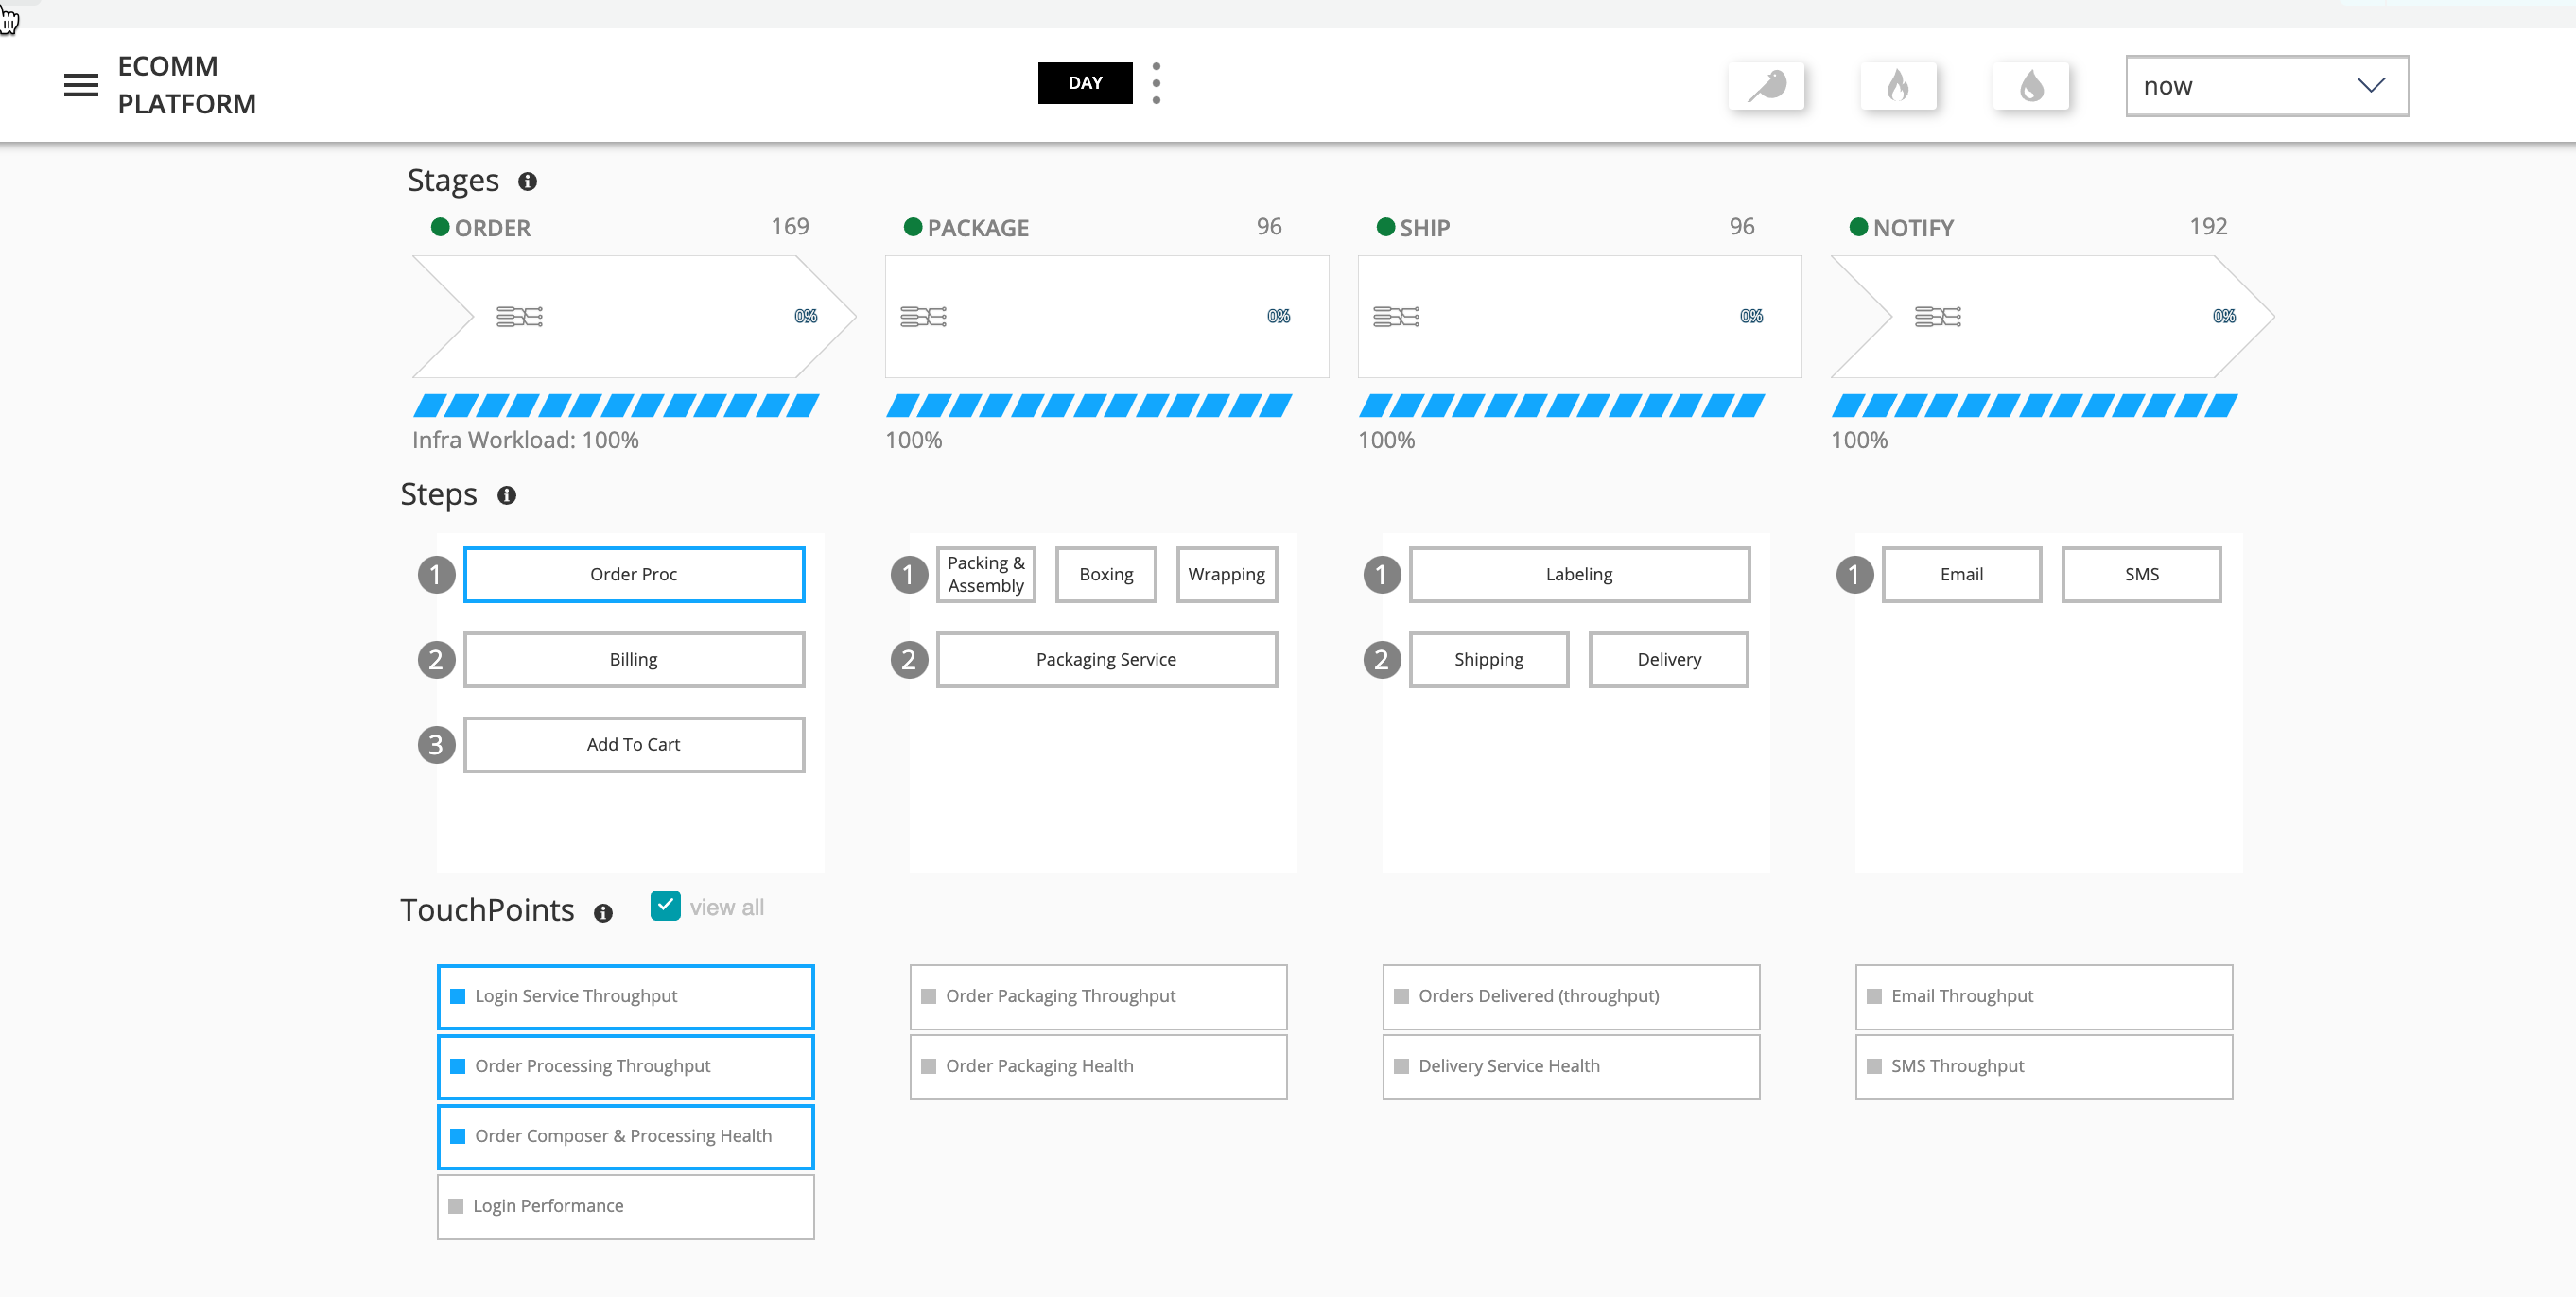 ECOMM
PLATFORM
DAY
now
Stages
ORDER 169
PACKAGE 96
SHIP 96
NOTIFY 192
0%
0%
0%
0%
Infra Workload: 100%
100%
100%
100%
Steps
1 Order Proc
2 Billing
3 Add To Cart
1 Packing &
Assembly
Boxing
Wrapping
2 Packaging Service
1 Labeling
2 Shipping Delivery
1 Email SMS
TouchPoints
view all
Login Service Throughput
Order Processing Throughput
Order Composer & Processing Health
Login Performance
Order Packaging Throughput
Order Packaging Health
Orders Delivered (throughput)
Delivery Service Health
Email Throughput
SMS Throughput